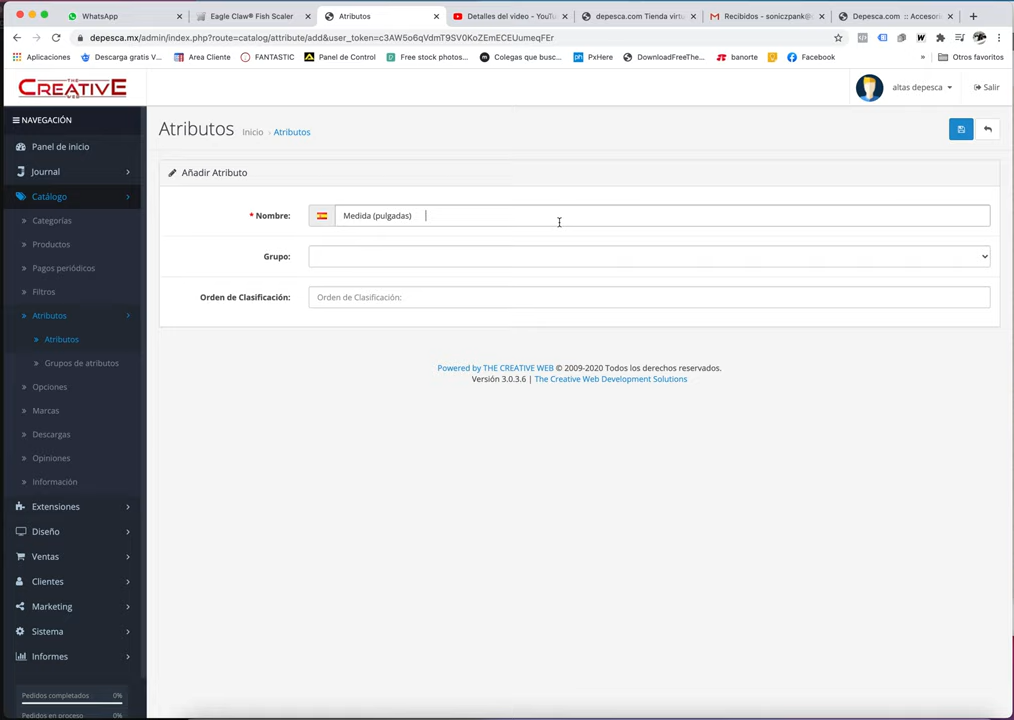 WhatsApp
Eagle Claw® Fish Scaler
Atributos
Detalles del video - YouTu
depesca.com Tienda virtu
Recibidos - soniczpank@
Depesca.com :: Accesor
depesca.mx/admin/index.php?route=catalog/attribute/add&user_token=c3AW5o6qVdmT9SV0KoZEmECEUumeqFEr
Aplicaciones
Descarga gratis V...
Area Cliente
FANTASTIC
Panel de Control
Free stock photos...
Colegas que busc...
PxHere
DownloadFreeThe...
banorte
Facebook
»
Otros favoritos
THE
CREATIVE
WEB
altas depesca
Salir
NAVEGACIÓN
Panel de inicio
Journal
Catálogo
Categorías
Productos
Pagos periódicos
Filtros
Atributos
Atributos
Grupos de atributos
Opciones
Marcas
Descargas
Opiniones
Información
Extensiones
Diseño
Ventas
Clientes
Marketing
Sistema
Informes
Pedidos completados 0%
Pedidos en proceso 0%
Atributos Inicio › Atributos
Añadir Atributo
* Nombre: Medida (pulgadas)
Grupo:
Orden de Clasificación: Orden de Clasificación:
Powered by THE CREATIVE WEB © 2009-2020 Todos los derechos reservados.
Versión 3.0.3.6 | The Creative Web Development Solutions